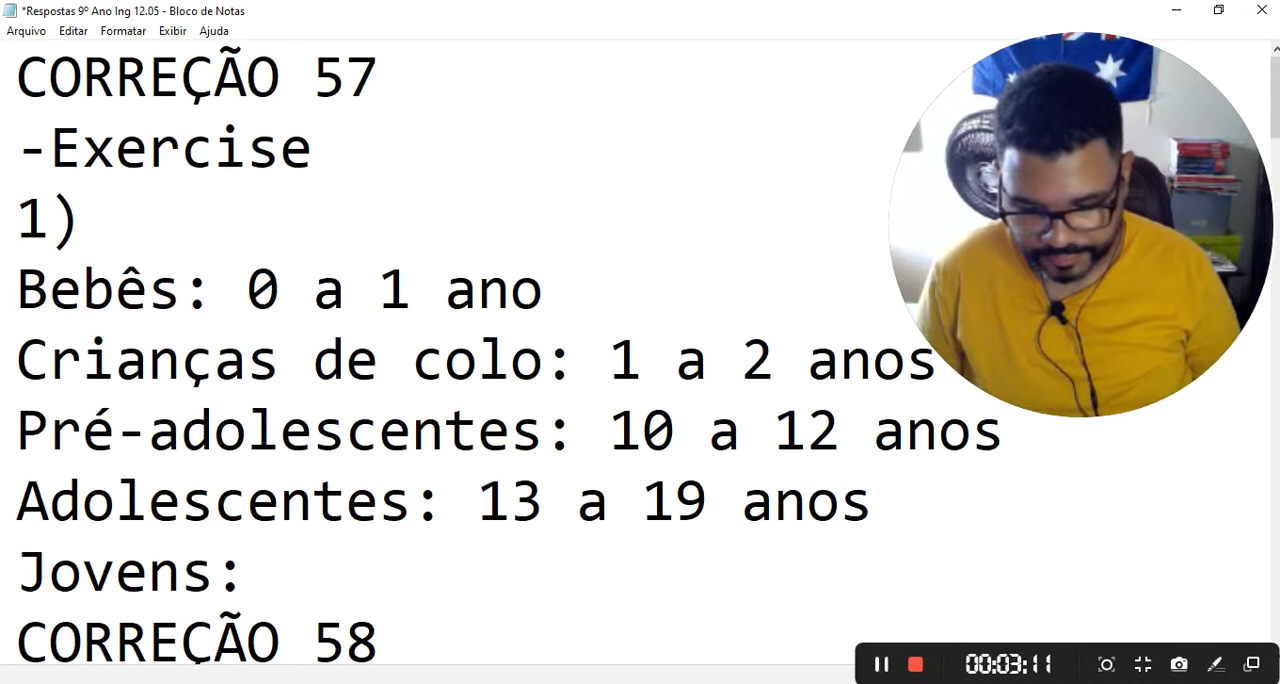 *Respostas 9º Ano Ing 12.05 - Bloco de Notas
Arquivo Editar Formatar Exibir Ajuda
CORREÇÃO 57
-Exercise
1)
Bebês: 0 a 1 ano
Crianças de colo: 1 a 2 anos
Pré-adolescentes: 10 a 12 anos
Adolescentes: 13 a 19 anos
Jovens:
CORREÇÃO 58
00:03:11